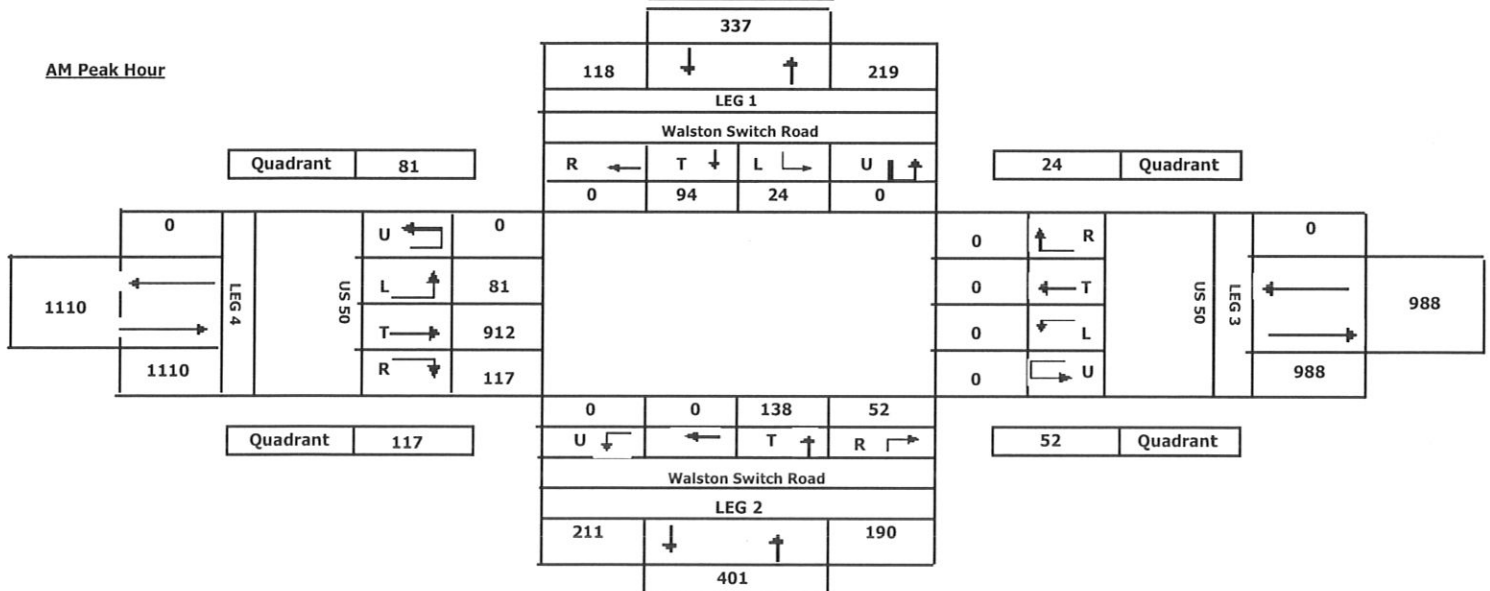 337
AM Peak Hour
118 219
LEG 1
Walston Switch Road
Quadrant 81
R T L U
24 Quadrant
0 94 24 0
0 U 0
0 R 0
1110 LEG 4 US 50 L 81
0 T US 50 LEG 3 988
T 912
0 L
1110 R 117
0 U 988
0 0 138 52
Quadrant 117
U T R
52 Quadrant
Walston Switch Road
LEG 2
211 190
401